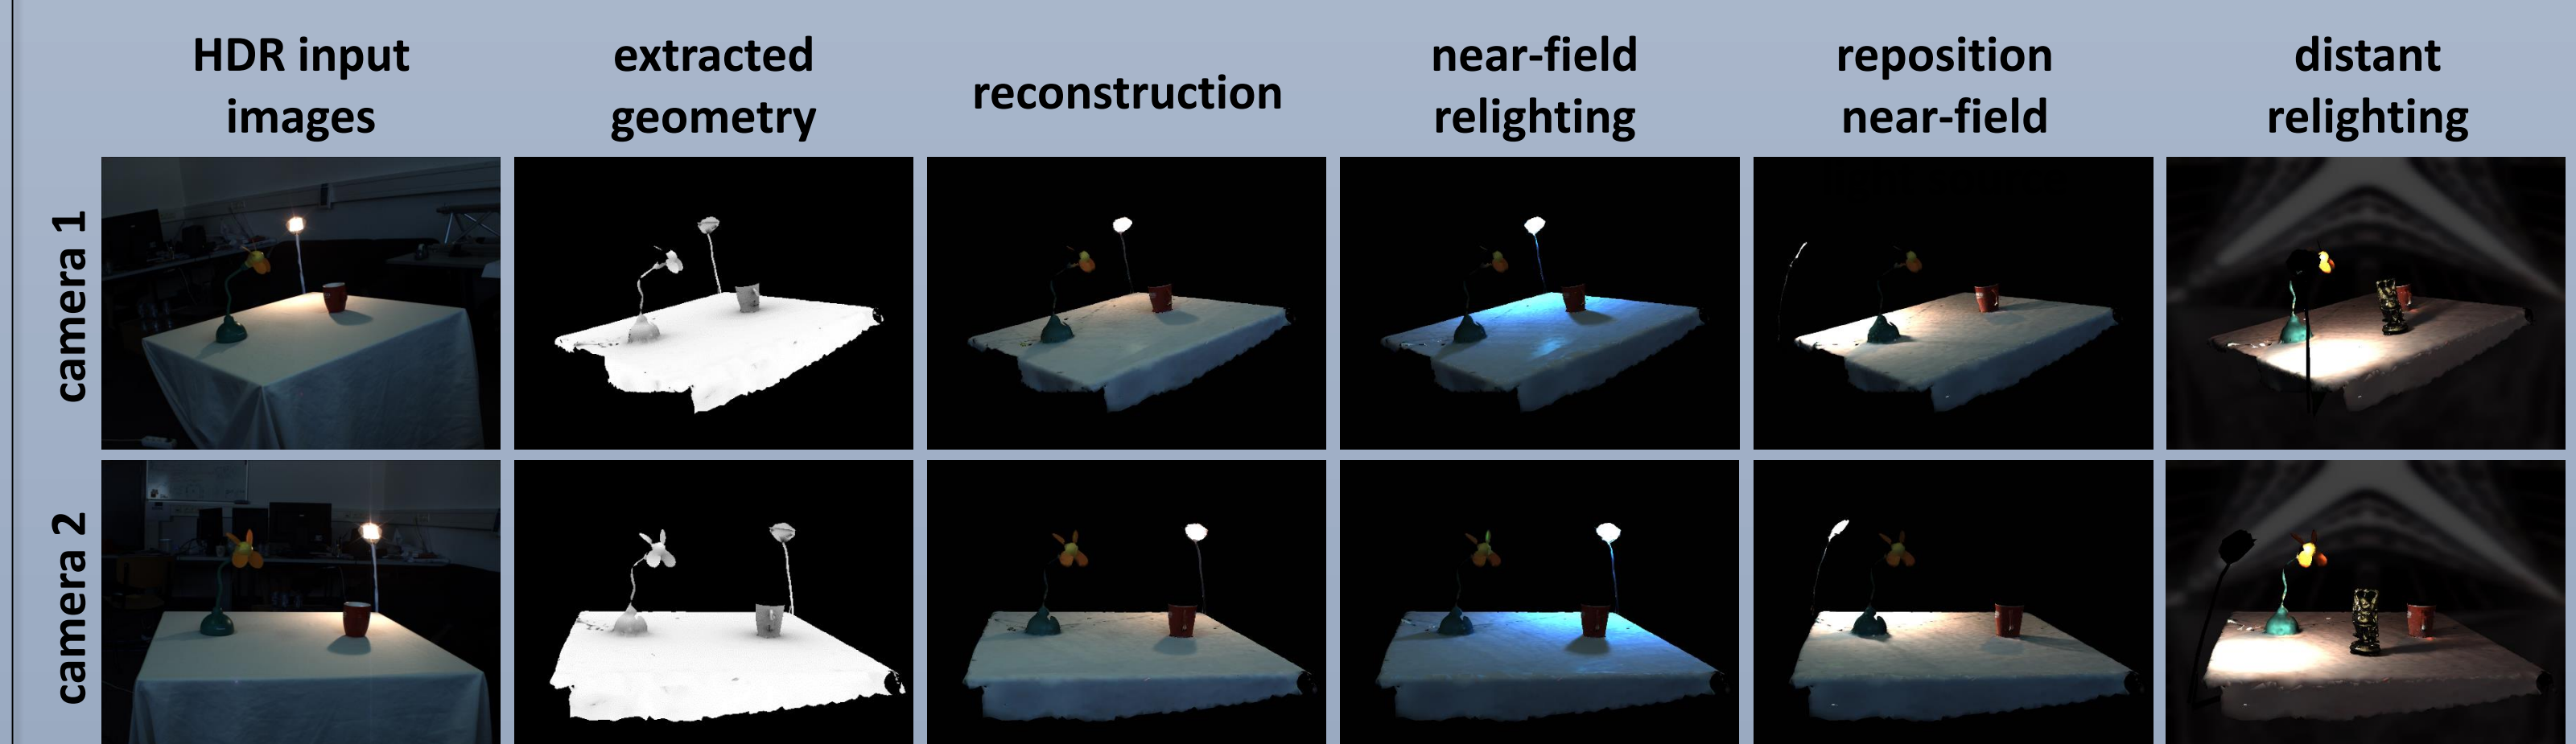 HDR input
images
extracted
geometry
reconstruction
near-field
relighting
reposition
near-field
distant
relighting
camera 1
camera 2